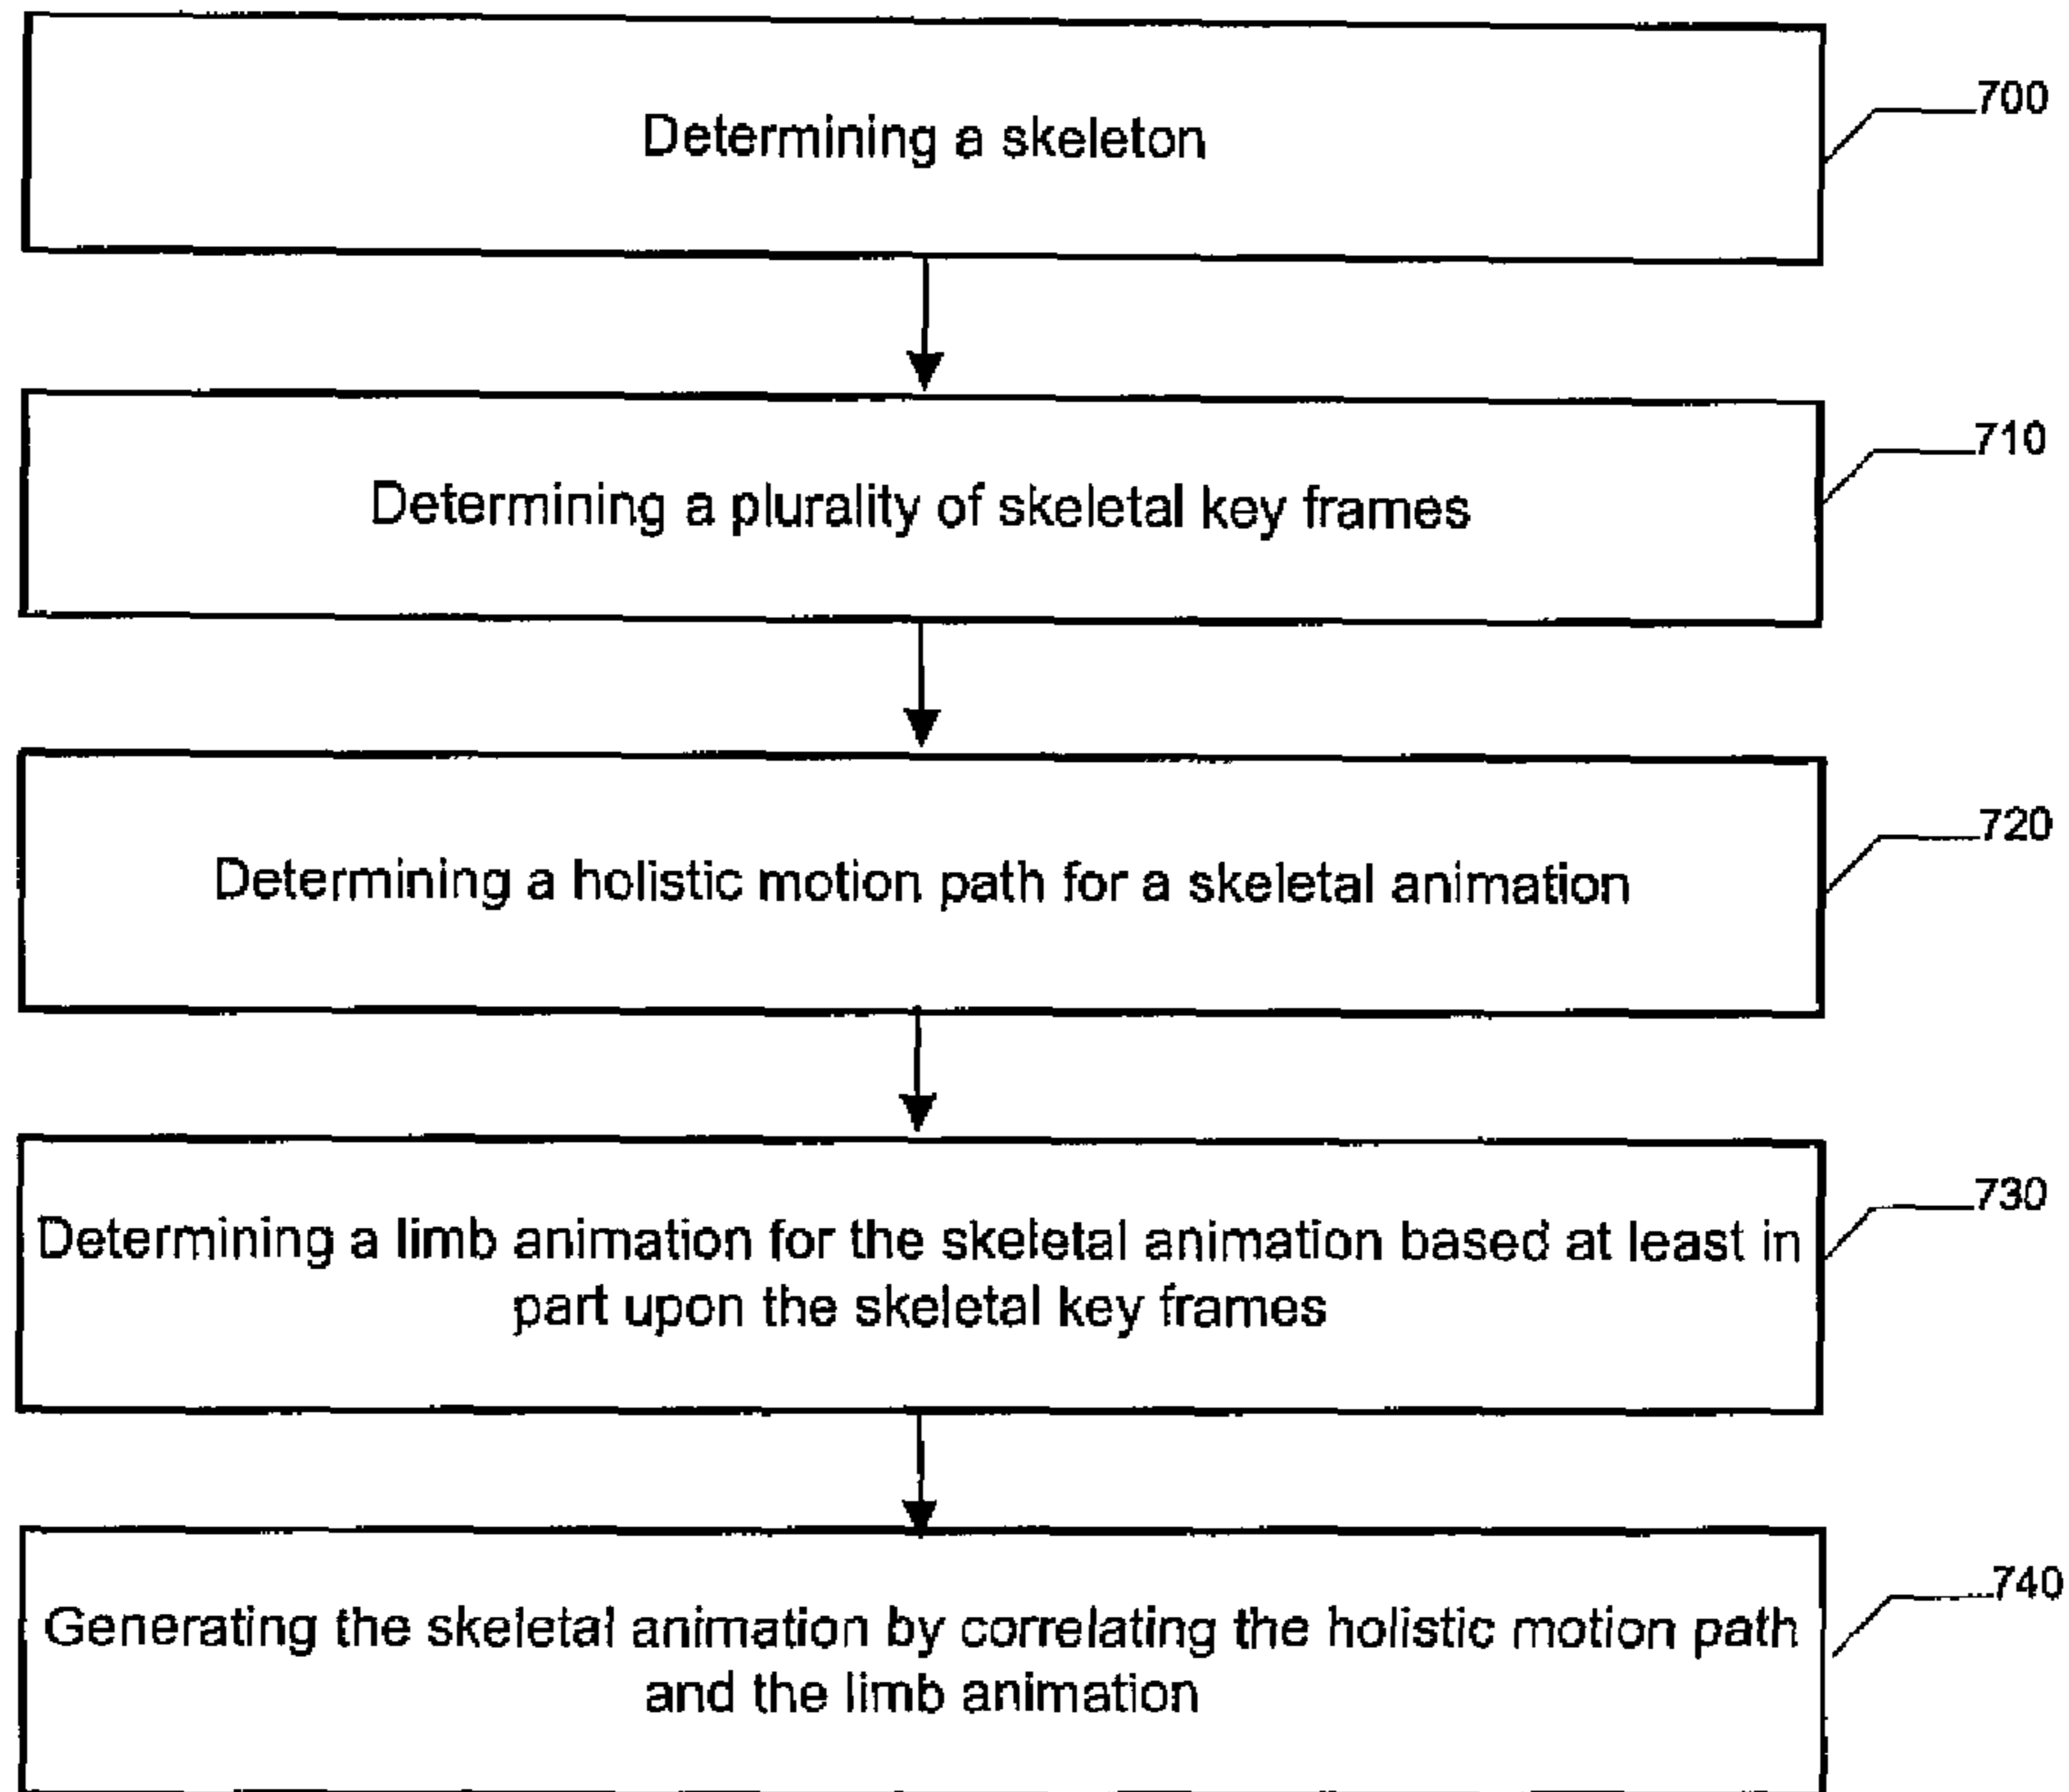 Determining a skeleton
700
Determining a plurality of skeletal key frames
710
Determining a holistic motion path for a skeletal animation
720
Determining a limb animation for the skeletal animation based at least in
part upon the skeletal key frames
730
Generating the skeletal animation by correlating the holistic motion path
and the limb animation
740